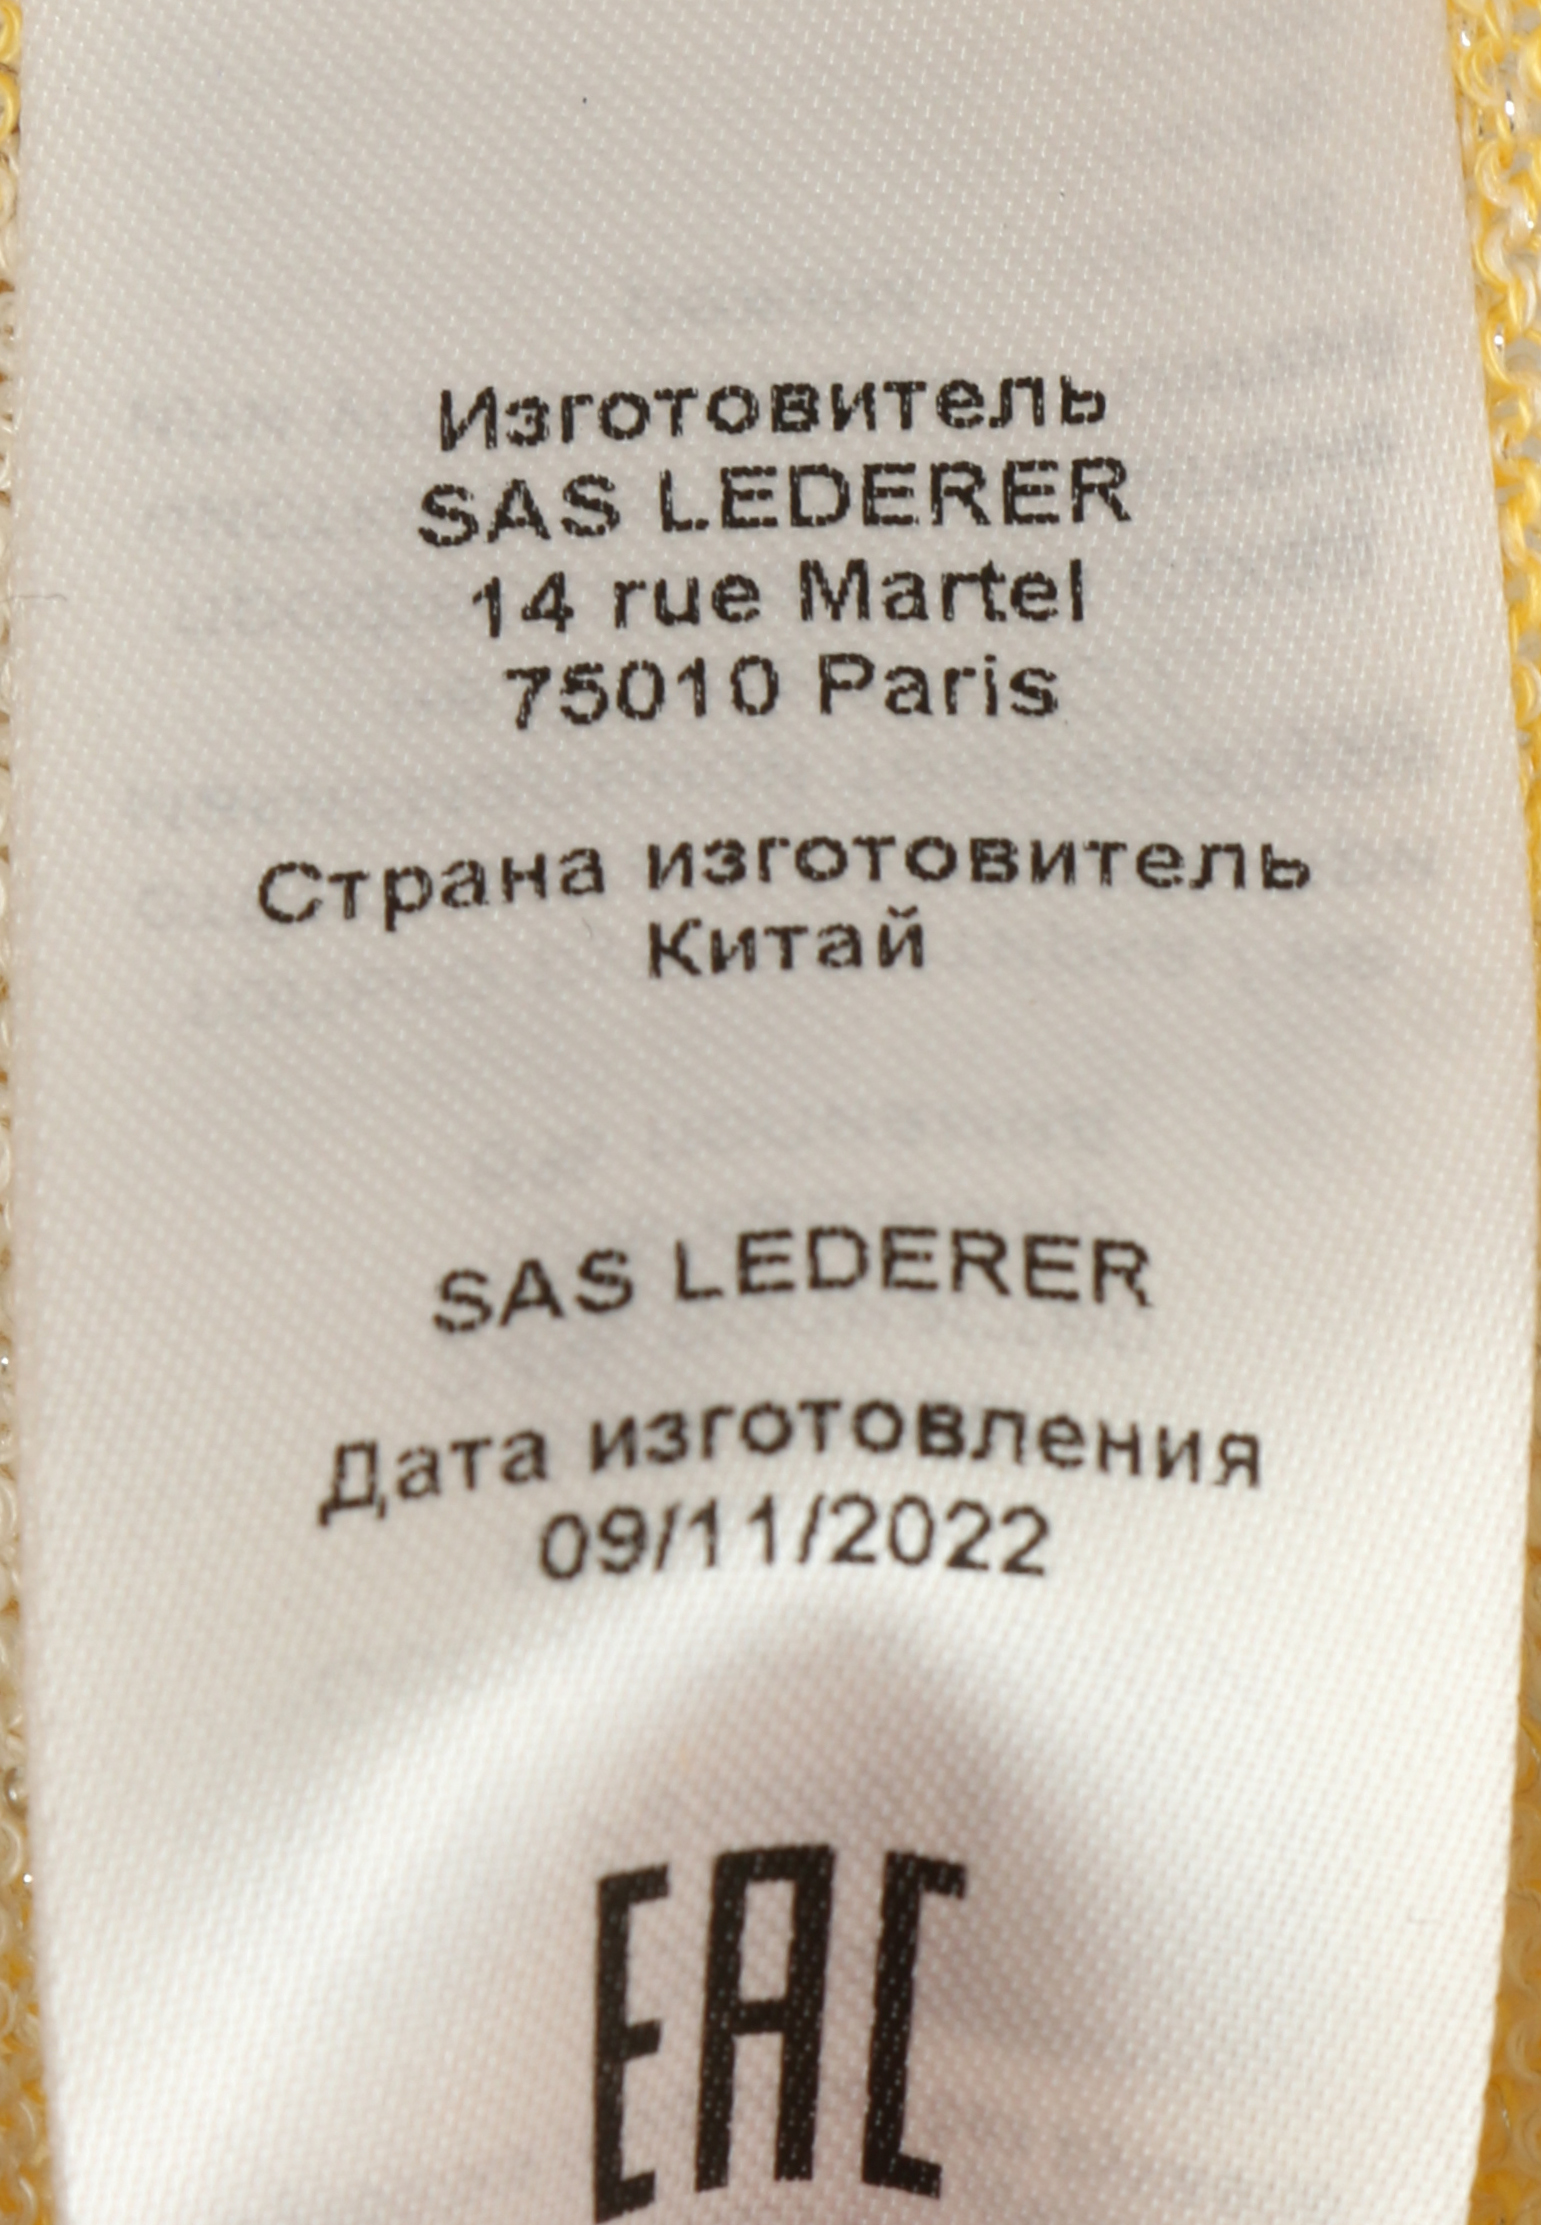 Изготовитель
SAS LEDERER
14 rue Martel
75010 Paris
Страна изготовитель
Китай
SAS LEDERER
Дата изготовления
09/11/2022
EAC